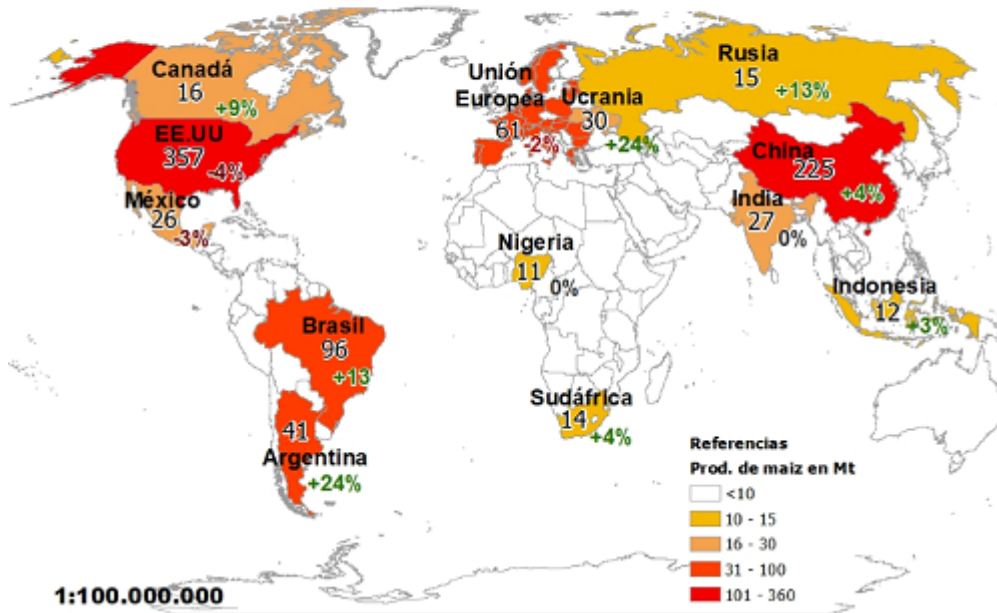 Canadá
16
+9%
EE.UU
357
-4%
México
26
-3%
Brasil
96
+13
41
Argentina
+24%
Unión
Europea
61
-2%
Ucrania
30
+24%
Rusia
15
+13%
China
225
+4%
India
27
0%
Nigeria
11
0%
Indonesia
12
+3%
Sudáfrica
14
+4%
Referencias
Prod. de maiz en Mt
<10
10 - 15
16 - 30
31 - 100
101 - 360
1:100.000.000